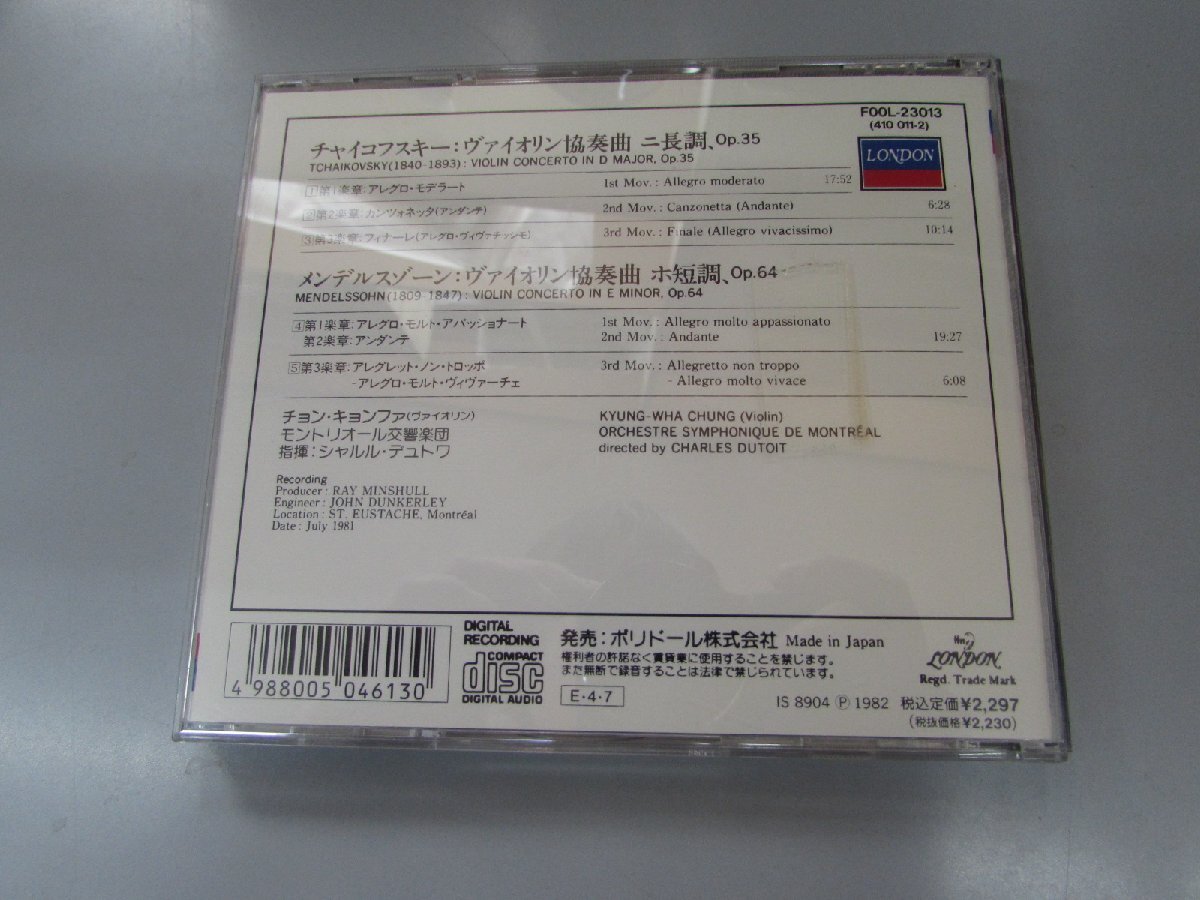 F00L-23013
(410 011-2)
LONDON
チャイコフスキー：ヴァイオリン協奏曲 ニ長調、Op.35
TCHAIKOVSKY(1840-1893) : VIOLIN CONCERTO IN D MAJOR, Op.35
1 第1楽章：アレグロ・モデラート 1st Mov. : Allegro moderato 17:52
2 第2楽章：カンツォネッタ(アンダンテ) 2nd Mov. : Canzonetta (Andante) 6:28
3 第3楽章：フィナーレ(アレグロ・ヴィヴァチッシモ) 3rd Mov. : Finale (Allegro vivacissimo) 10:14
メンデルスゾーン：ヴァイオリン協奏曲 ホ短調、Op.64
MENDELSSOHN(1809-1847) : VIOLIN CONCERTO IN E MINOR, Op.64
4 第1楽章：アレグロ・モルト・アパッショナート 1st Mov. : Allegro molto appassionato
第2楽章：アンダンテ 2nd Mov. : Andante 19:27
5 第3楽章：アレグレット・ノン・トロッポ 3rd Mov. : Allegretto non troppo
-アレグロ・モルト・ヴィヴァーチェ - Allegro molto vivace 6:08
チョン・キョンファ(ヴァイオリン) KYUNG-WHA CHUNG (Violin)
モントリオール交響楽団 ORCHESTRE SYMPHONIQUE DE MONTRÉAL
指揮：シャルル・デュトワ directed by CHARLES DUTOIT
Recording
Producer : RAY MINSHULL
Engineer : JOHN DUNKERLEY
Location : ST. EUSTACHE, Montréal
Date : July 1981
4 988005 046130
DIGITAL
RECORDING
COMPACT
disc
DIGITAL AUDIO
発売：ポリドール株式会社 Made in Japan
権利者の許諾なく賃貸業に使用することを禁じます。
また無断で録音することは法律で禁じられています。
E・4・7
LONDON
Regd. Trade Mark
IS 8904 Ⓟ 1982 税込定価¥2,297
(税抜価格¥2,230)